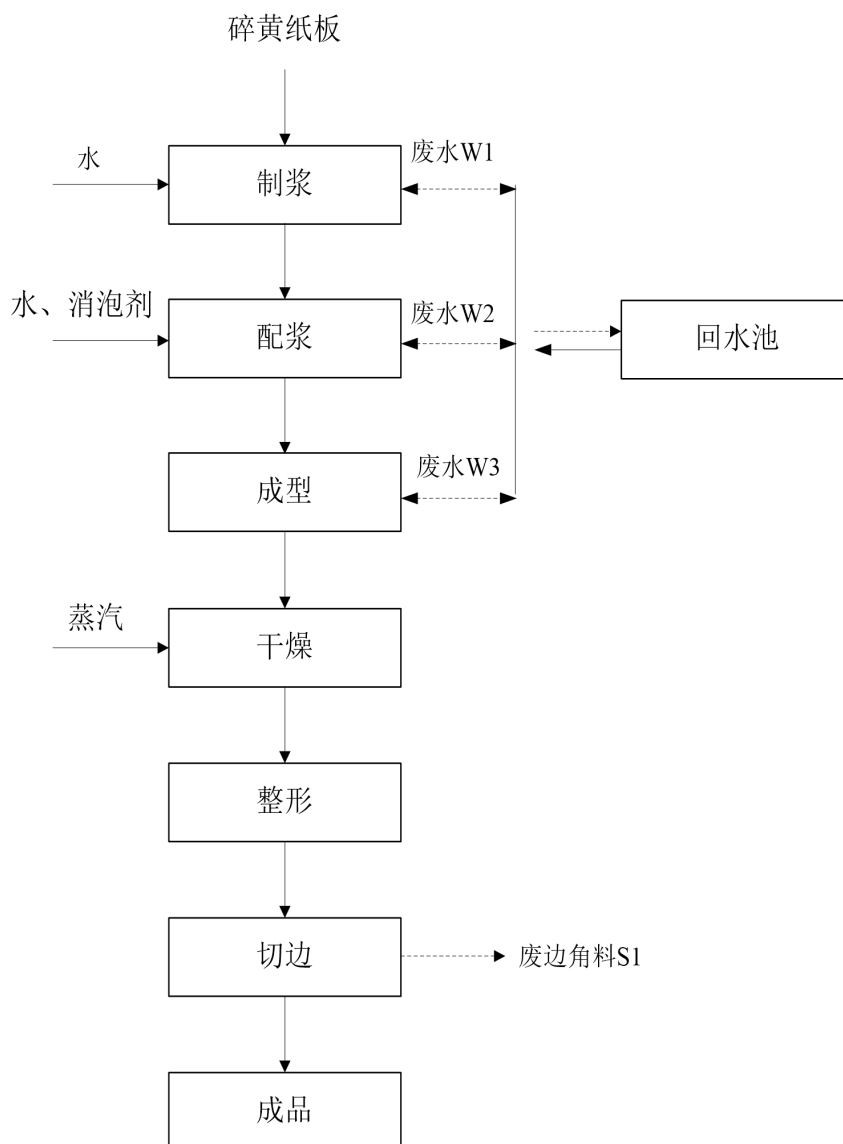 碎黄纸板
水
制浆
废水W1
水、消泡剂
配浆
废水W2
回水池
成型
废水W3
蒸汽
干燥
整形
切边
废边角料S1
成品